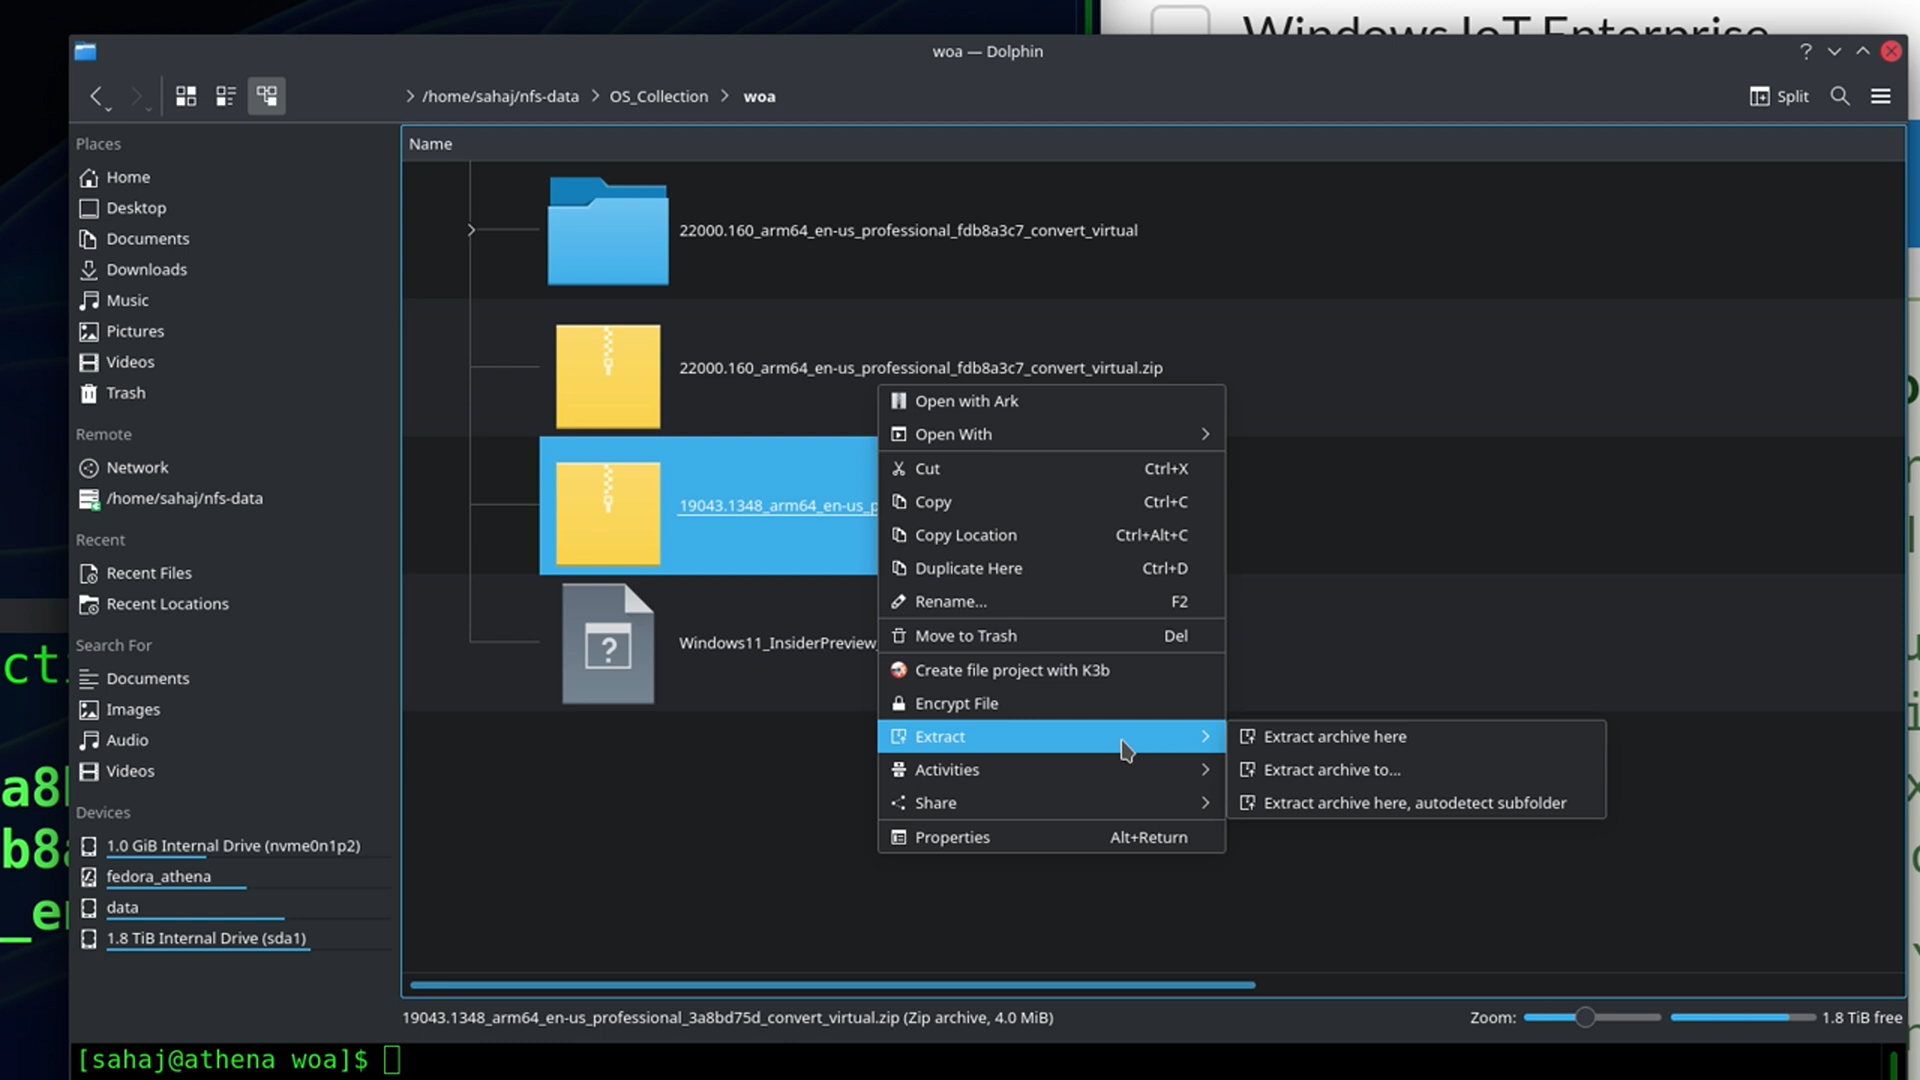 Windows IoT Enterprise
woa — Dolphin
/home/sahaj/nfs-data > OS_Collection > woa
Split
Places
Home
Desktop
Documents
Downloads
Music
Pictures
Videos
Trash
Remote
Network
/home/sahaj/nfs-data
Recent
Recent Files
Recent Locations
Search For
Documents
Images
Audio
Videos
Devices
1.0 GiB Internal Drive (nvme0n1p2)
fedora_athena
data
1.8 TiB Internal Drive (sda1)
Name
22000.160_arm64_en-us_professional_fdb8a3c7_convert_virtual
22000.160_arm64_en-us_professional_fdb8a3c7_convert_virtual.zip
19043.1348_arm64_en-us_p
Windows11_InsiderPreview_
Open with Ark
Open With
Cut Ctrl+X
Copy Ctrl+C
Copy Location Ctrl+Alt+C
Duplicate Here Ctrl+D
Rename... F2
Move to Trash Del
Create file project with K3b
Encrypt File
Extract
Activities
Share
Properties Alt+Return
Extract archive here
Extract archive to...
Extract archive here, autodetect subfolder
19043.1348_arm64_en-us_professional_3a8bd75d_convert_virtual.zip (Zip archive, 4.0 MiB)
Zoom:
1.8 TiB free
[sahaj@athena woa]$